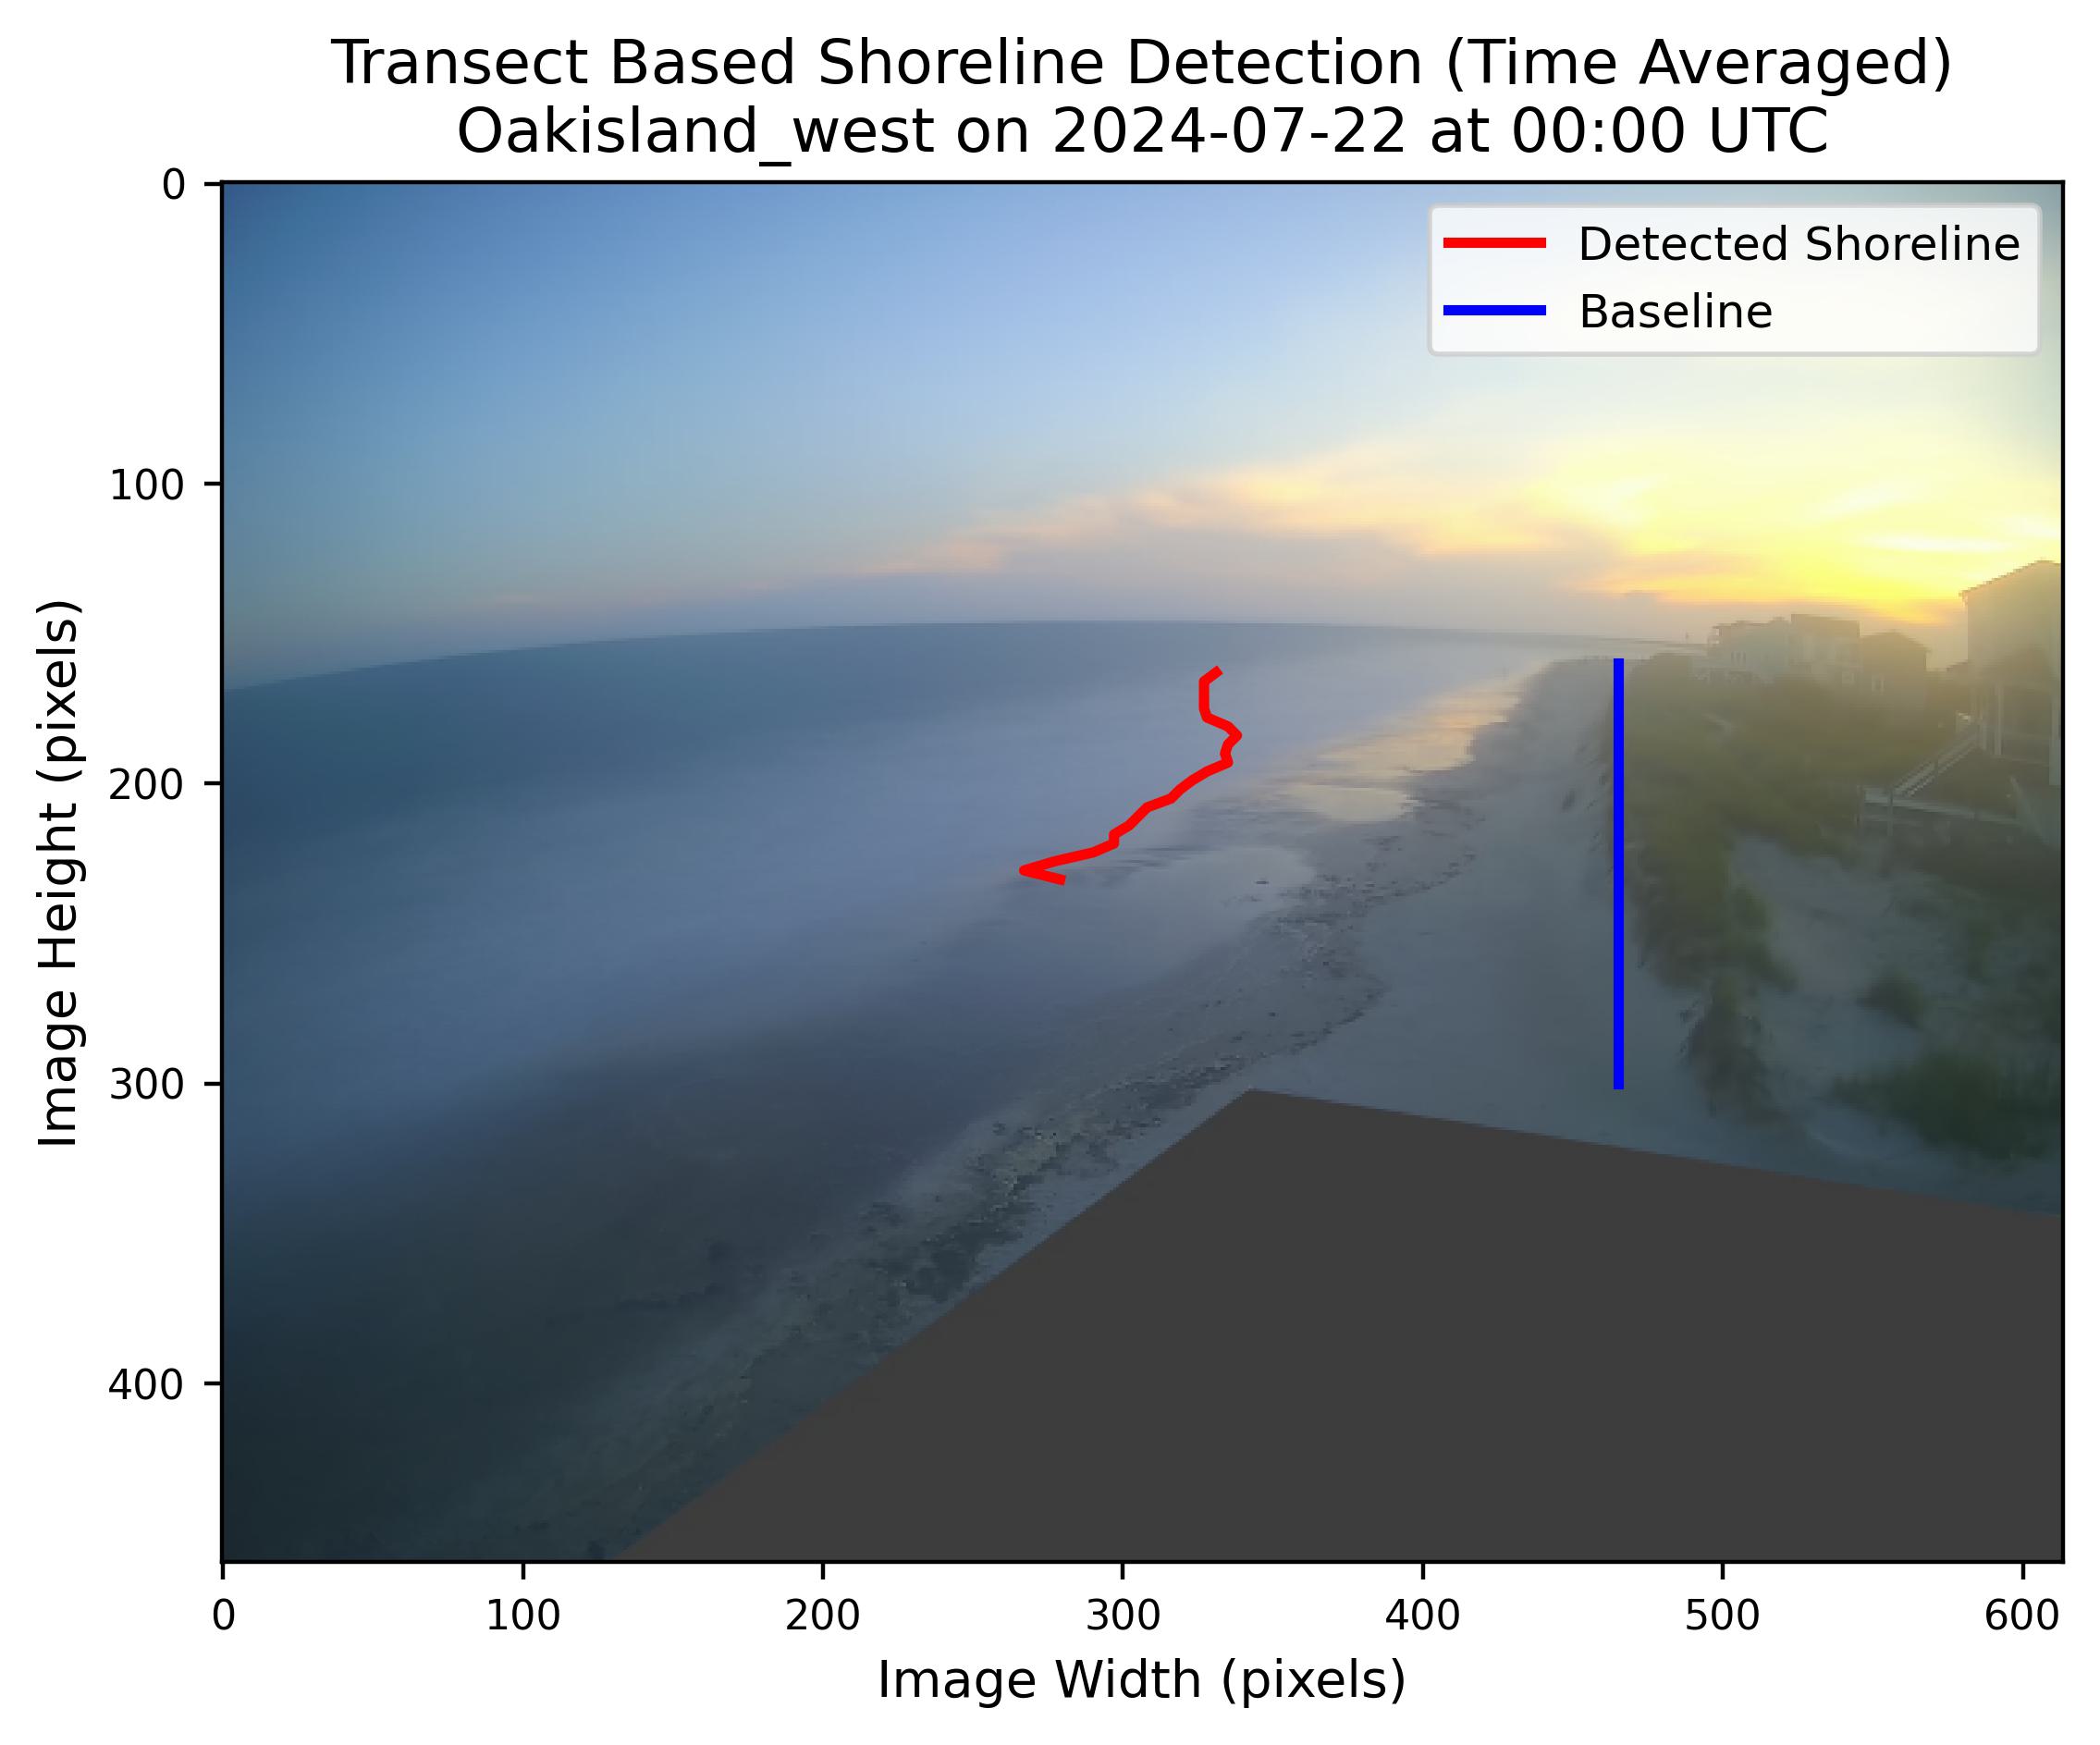 Transect Based Shoreline Detection (Time Averaged)
Oakisland_west on 2024-07-22 at 00:00 UTC
Detected Shoreline
Baseline
0
100
200
300
400
Image Height (pixels)
0 100 200 300 400 500 600
Image Width (pixels)